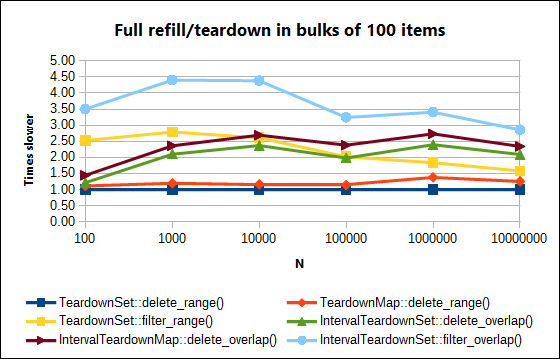 Full refill/teardown in bulks of 100 items
5.00
4.50
4.00
3.50
3.00
2.50
2.00
1.50
1.00
0.50
0.00
Times slower
100 1000 10000 100000 1000000 10000000
N
TeardownSet::delete_range() TeardownMap::delete_range()
TeardownSet::filter_range() IntervalTeardownSet::delete_overlap()
IntervalTeardownMap::delete_overlap() IntervalTeardownSet::filter_overlap()